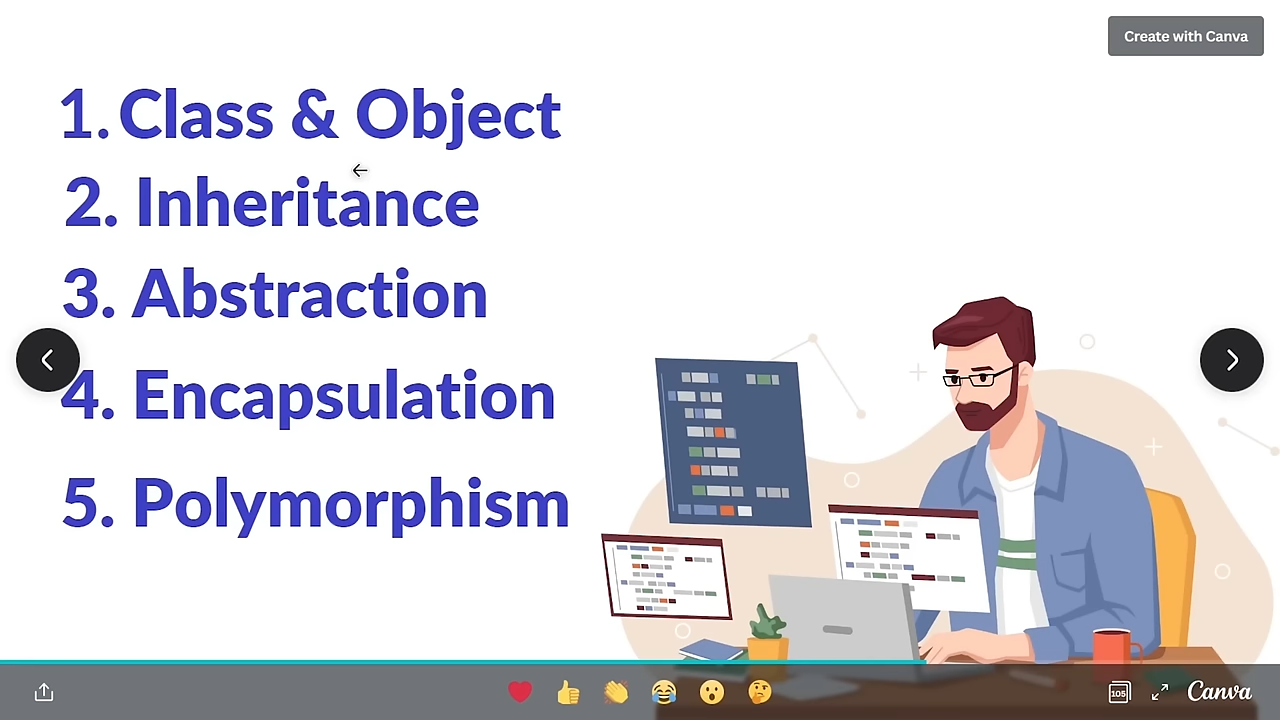 Create with Canva
1. Class & Object
2. Inheritance
3. Abstraction
4. Encapsulation
5. Polymorphism
105
Canva